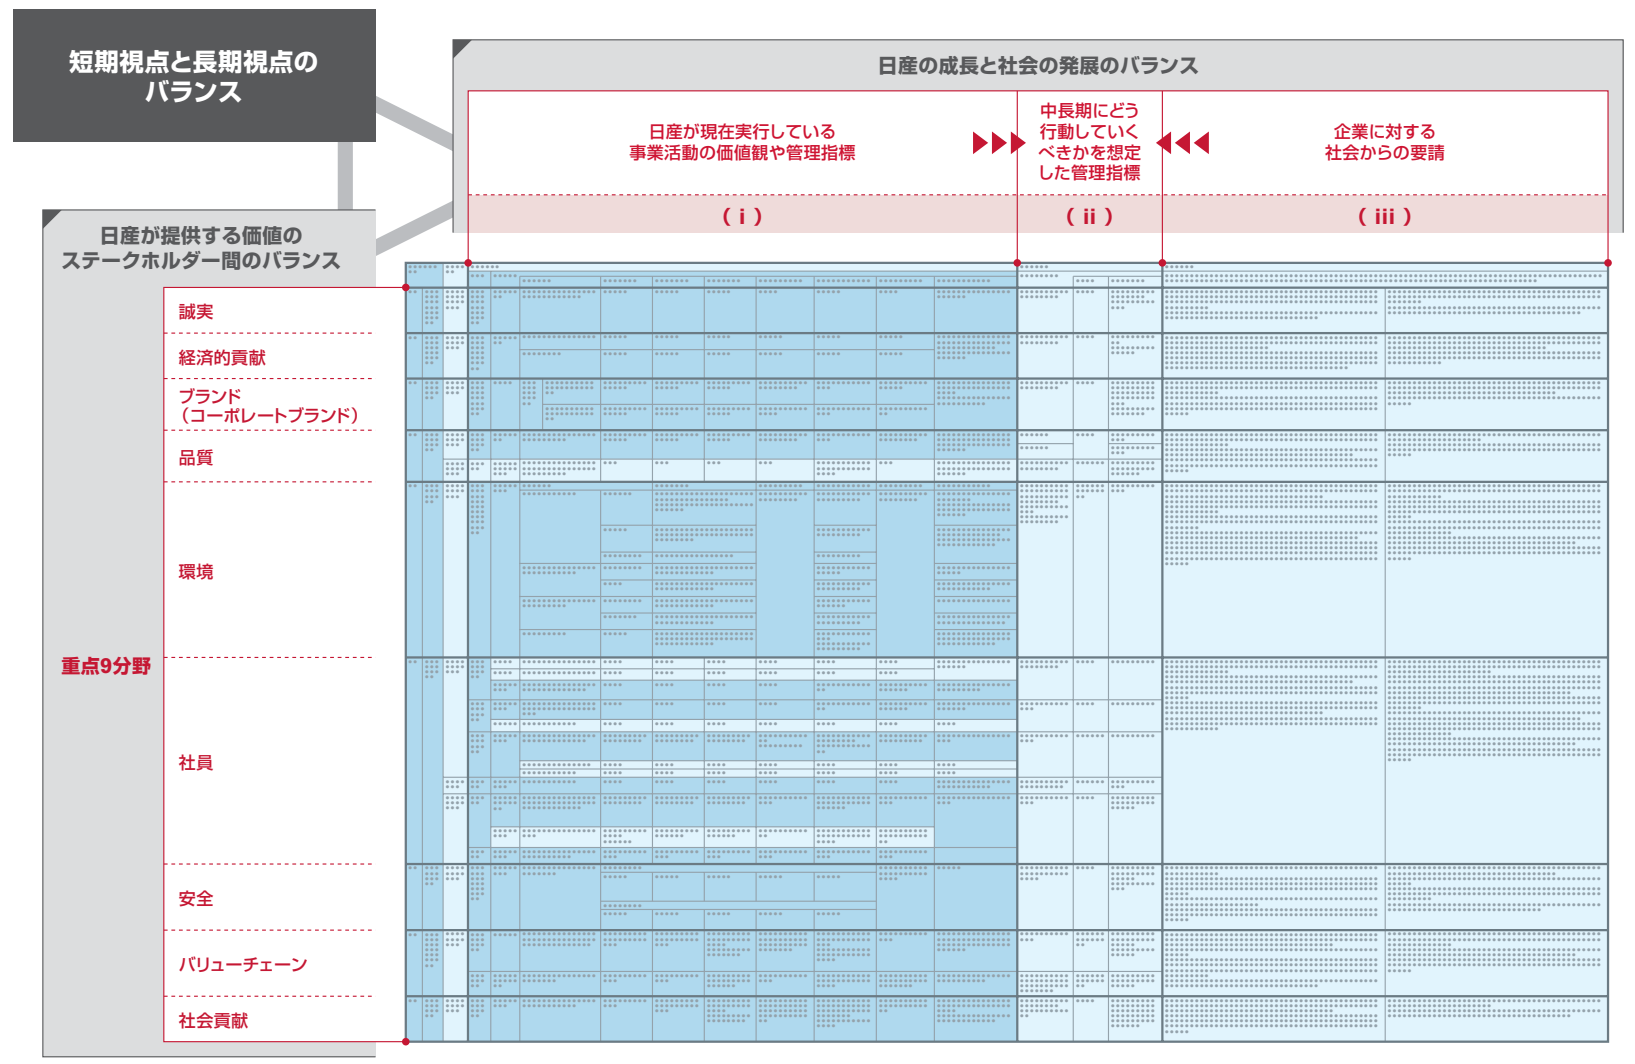 短期視点と長期視点の
バランス
日産の成長と社会の発展のバランス
日産が現在実行している
事業活動の価値観や管理指標
中長期にどう
行動していく
べきかを想定
した管理指標
企業に対する
社会からの要請
( i )
( ii )
( iii )
日産が提供する価値の
ステークホルダー間のバランス
重点9分野
誠実
経済的貢献
ブランド
（コーポレートブランド）
品質
環境
社員
安全
バリューチェーン
社会貢献